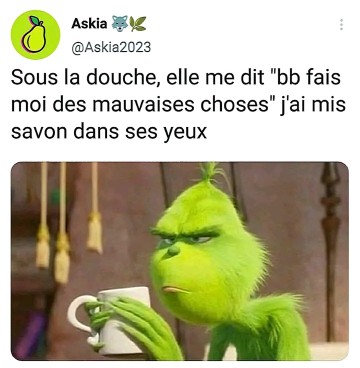 Askia 🐺🌿
@Askia2023
Sous la douche, elle me dit "bb fais
moi des mauvaises choses" j'ai mis
savon dans ses yeux